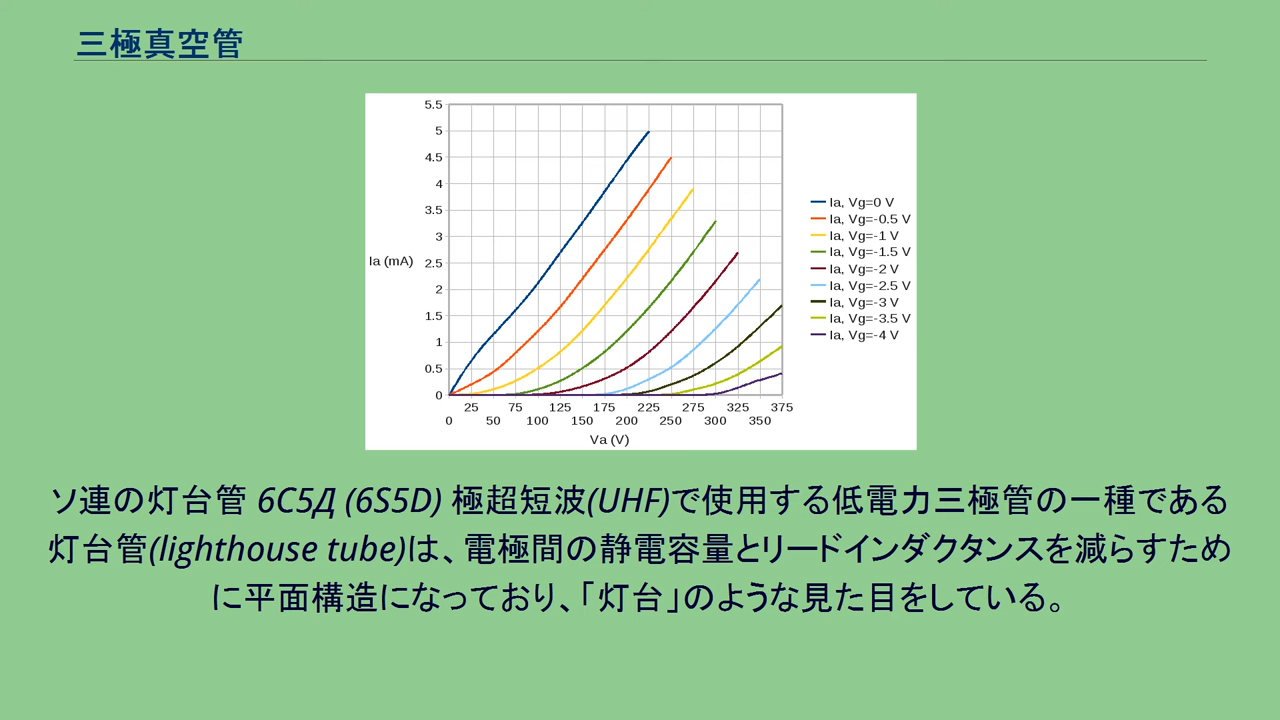 三極真空管
5.5
5
4.5
4
3.5
3
2.5
2
1.5
1
0.5
0
Ia (mA)
25 75 125 175 225 275 325 375
0 50 100 150 200 250 300 350
Va (V)
Ia, Vg=0 V
Ia, Vg=-0.5 V
Ia, Vg=-1 V
Ia, Vg=-1.5 V
Ia, Vg=-2 V
Ia, Vg=-2.5 V
Ia, Vg=-3 V
Ia, Vg=-3.5 V
Ia, Vg=-4 V
ソ連の灯台管 6С5Д (6S5D) 極超短波(UHF)で使用する低電力三極管の一種である
灯台管(lighthouse tube)は、電極間の静電容量とリードインダクタンスを減らすため
に平面構造になっており、「灯台」のような見た目をしている。